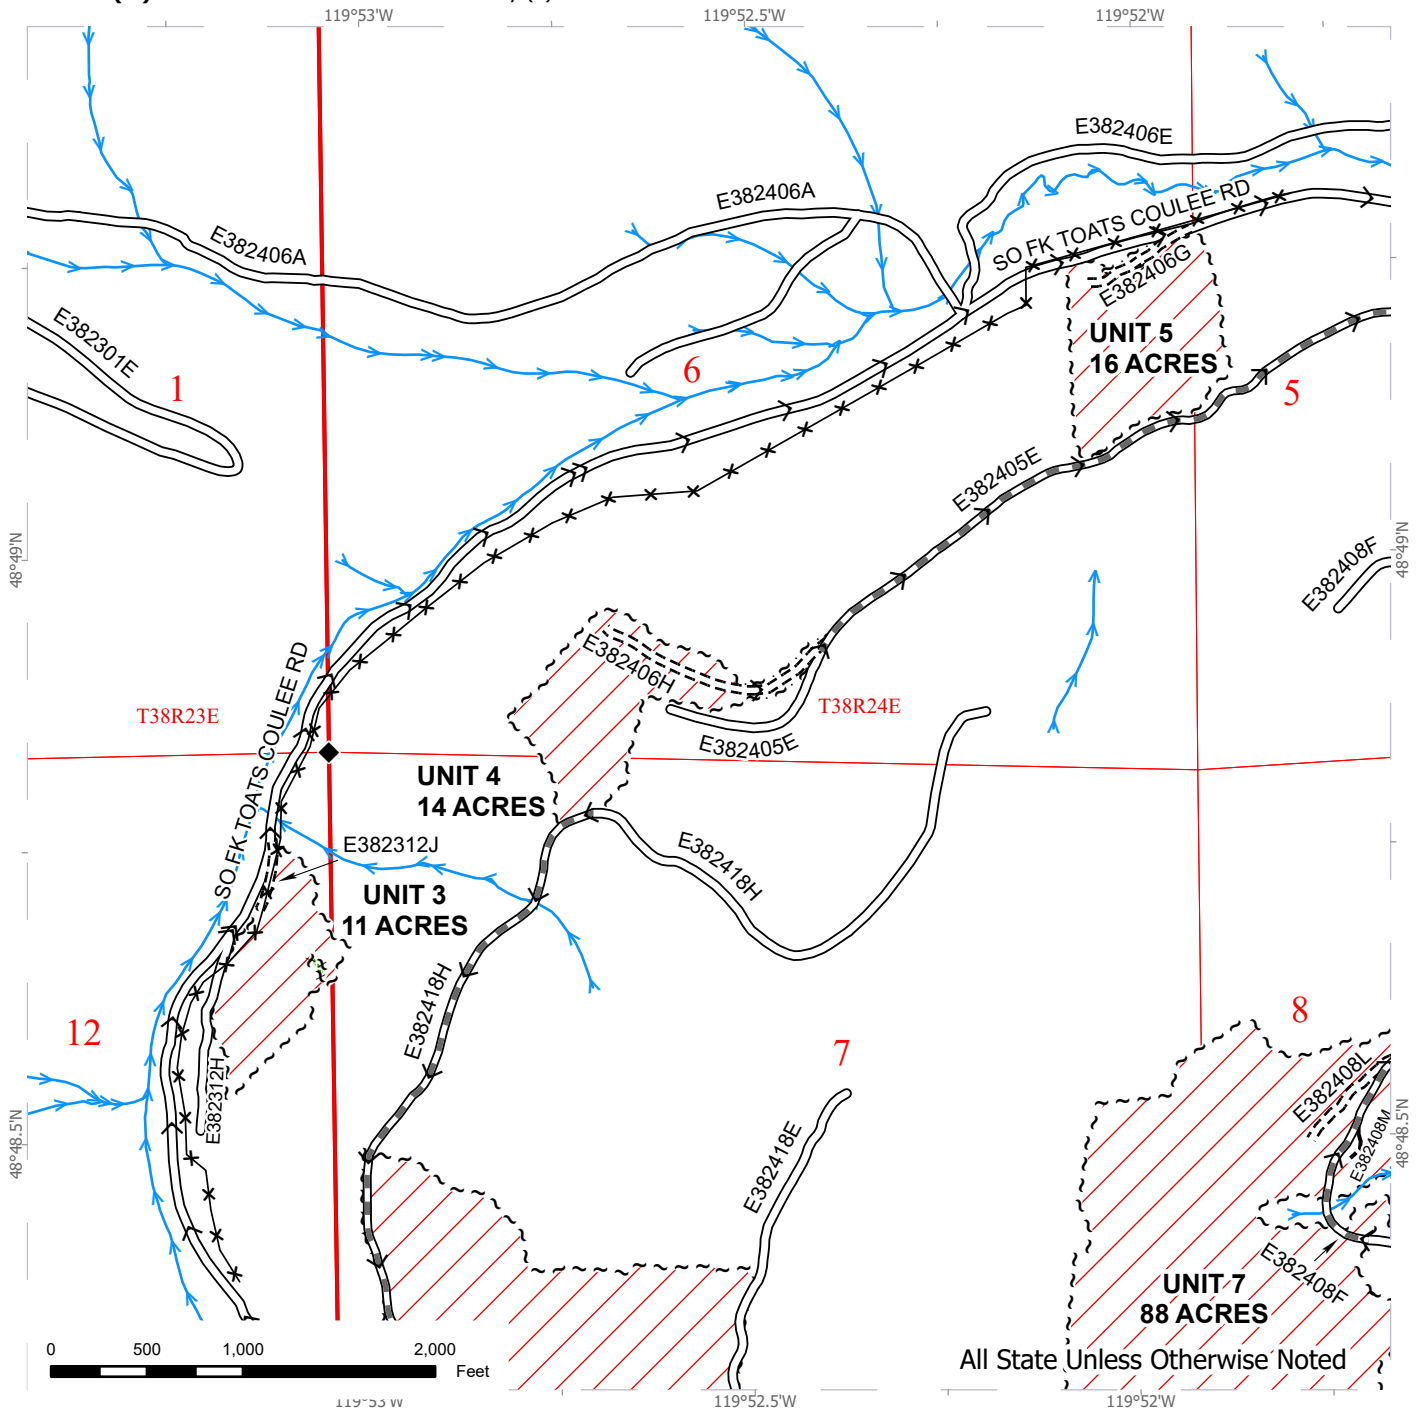 119°53'W
119°52.5'W
119°52'W
E382406E
E382406A
SO FK TOATS COULEE RD
E382406A
E382406G
E382301E
UNIT 5
16 ACRES
1
6
5
E382405E
48°49'N
48°49'N
E382408F
E382406H
SO FK TOATS COULEE RD
T38R23E
T38R24E
E382405E
UNIT 4
14 ACRES
E382312J
E382418H
UNIT 3
11 ACRES
E382418H
12
7
8
E382312H
E382408L
E382408M
48°48.5'N
48°48.5'N
E382418E
E382408F
UNIT 7
88 ACRES
0 500 1,000 2,000
Feet
All State Unless Otherwise Noted
119°53'W
119°52.5'W
119°52'W